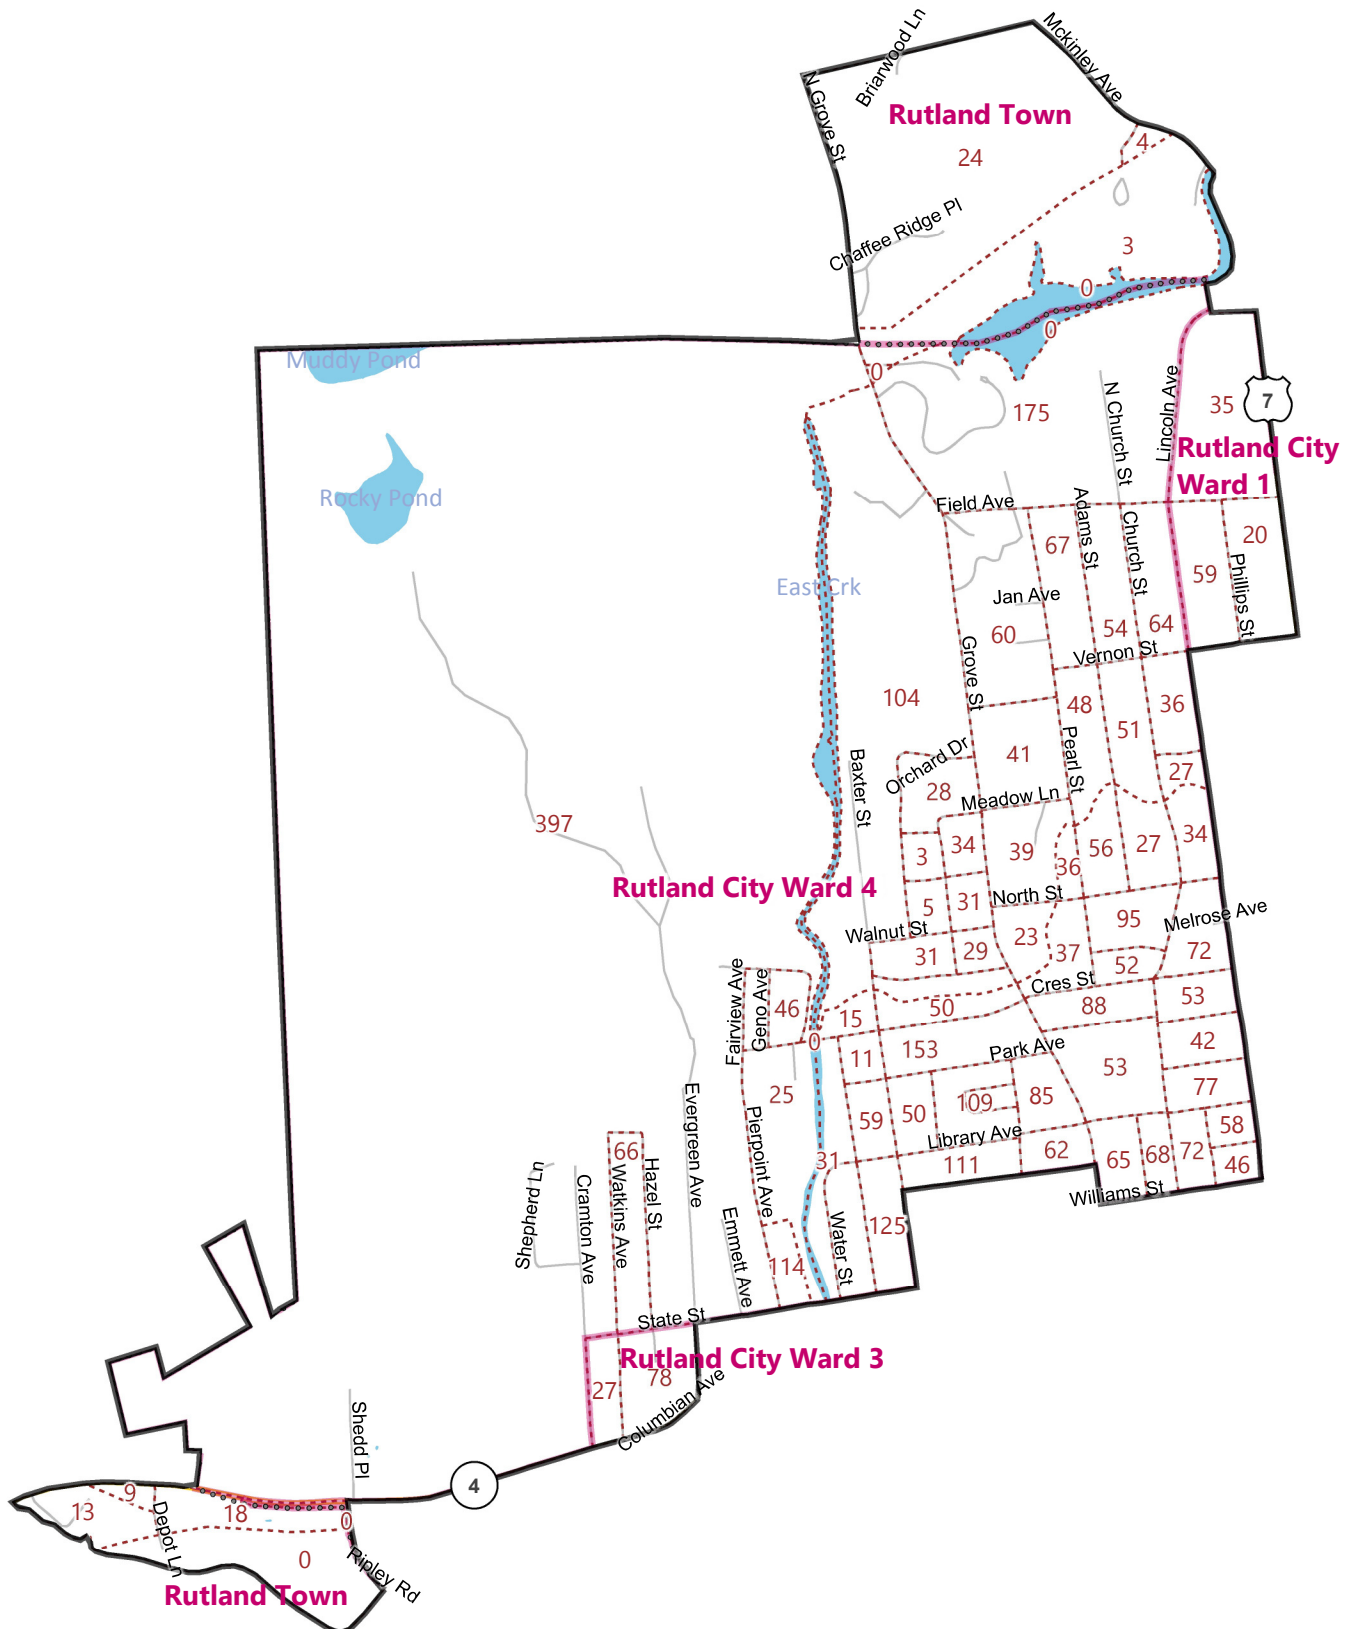 Briarwood Ln
Mckinley Ave
N Grove St
Rutland Town
24
4
Chaffee Ridge Pl
3
0
0
Muddy Pond
0
Lincoln Ave
N Church St
175
35
7
Rutland City
Ward 1
Rocky Pond
Field Ave
Adams St
Church St
67
20
59
Phillips St
East Crk
Jan Ave
60
54
64
Grove St
Vernon St
104
48
36
51
Pearl St
41
Orchard Dr
Baxter St
27
28
Meadow Ln
397
34
3
39
36
56
27
34
Rutland City Ward 4
North St
5
31
95
Melrose Ave
Walnut St
23
31
29
37
52
72
Fairview Ave
Geno Ave
46
Cres St
15
50
88
53
0
11
153
Park Ave
42
53
25
77
Evergreen Ave
59
50
109
85
Pierpoint Ave
Library Ave
58
66
31
111
62
65
68
72
46
Shepherd Ln
Cramton Ave
Watkins Ave
Hazel St
Williams St
Emmett Ave
Water St
125
114
State St
Rutland City Ward 3
27
78
Columbian Ave
Shedd Pl
4
9
13
18
0
Depot Ln
0
Ripley Rd
Rutland Town